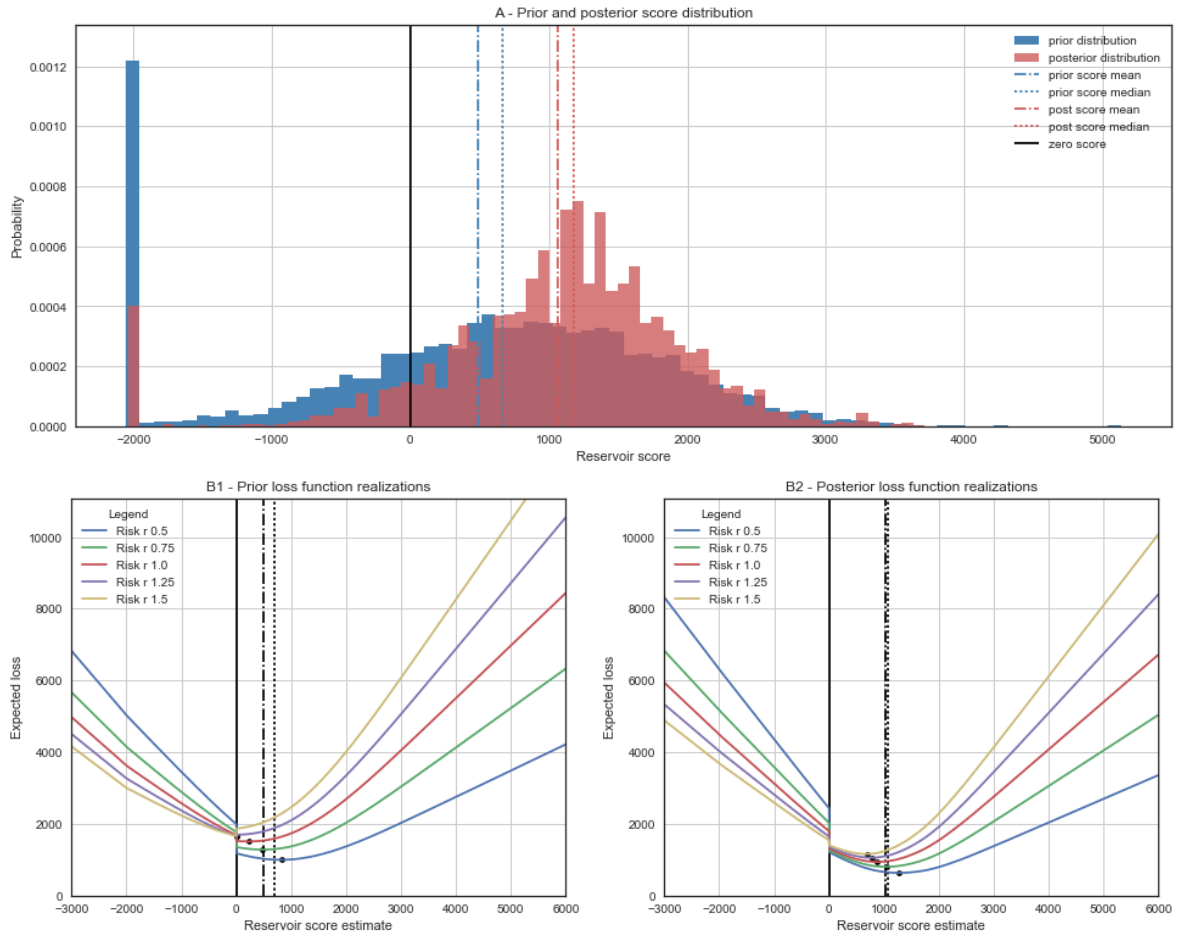 A - Prior and posterior score distribution
prior distribution
posterior distribution
prior score mean
prior score median
post score mean
post score median
zero score
0.0012
0.0010
0.0008
0.0006
0.0004
0.0002
0.0000
Probability
−2000 −1000 0 1000 2000 3000 4000 5000
Reservoir score
B1 - Prior loss function realizations
Legend
Risk r 0.5
Risk r 0.75
Risk r 1.0
Risk r 1.25
Risk r 1.5
10000
8000
6000
4000
2000
0
Expected loss
−3000 −2000 −1000 0 1000 2000 3000 4000 5000 6000
Reservoir score estimate
B2 - Posterior loss function realizations
Legend
Risk r 0.5
Risk r 0.75
Risk r 1.0
Risk r 1.25
Risk r 1.5
10000
8000
6000
4000
2000
0
Expected loss
−3000 −2000 −1000 0 1000 2000 3000 4000 5000 6000
Reservoir score estimate